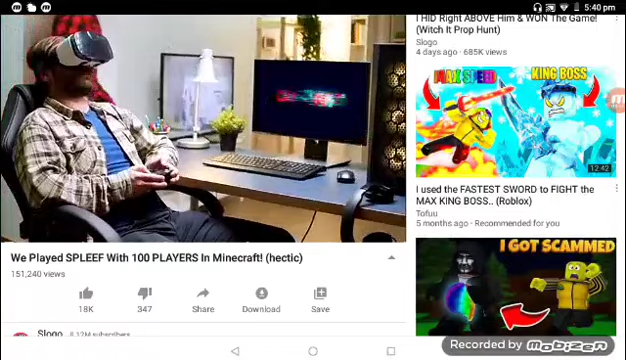 5:40 pm
I HID Right ABOVE Him & WON The Game!
(Witch It Prop Hunt)
Slogo
4 days ago · 685K views
MAX SPEED
KING BOSS
12:42
I used the FASTEST SWORD to FIGHT the
MAX KING BOSS.. (Roblox)
Tofuu
5 months ago · Recommended for you
I GOT SCAMMED
We Played SPLEEF With 100 PLAYERS In Minecraft! (hectic)
151,240 views
18K
347
Share
Download
Save
Slogo 8.12M subscribers
Recorded by
mobizen